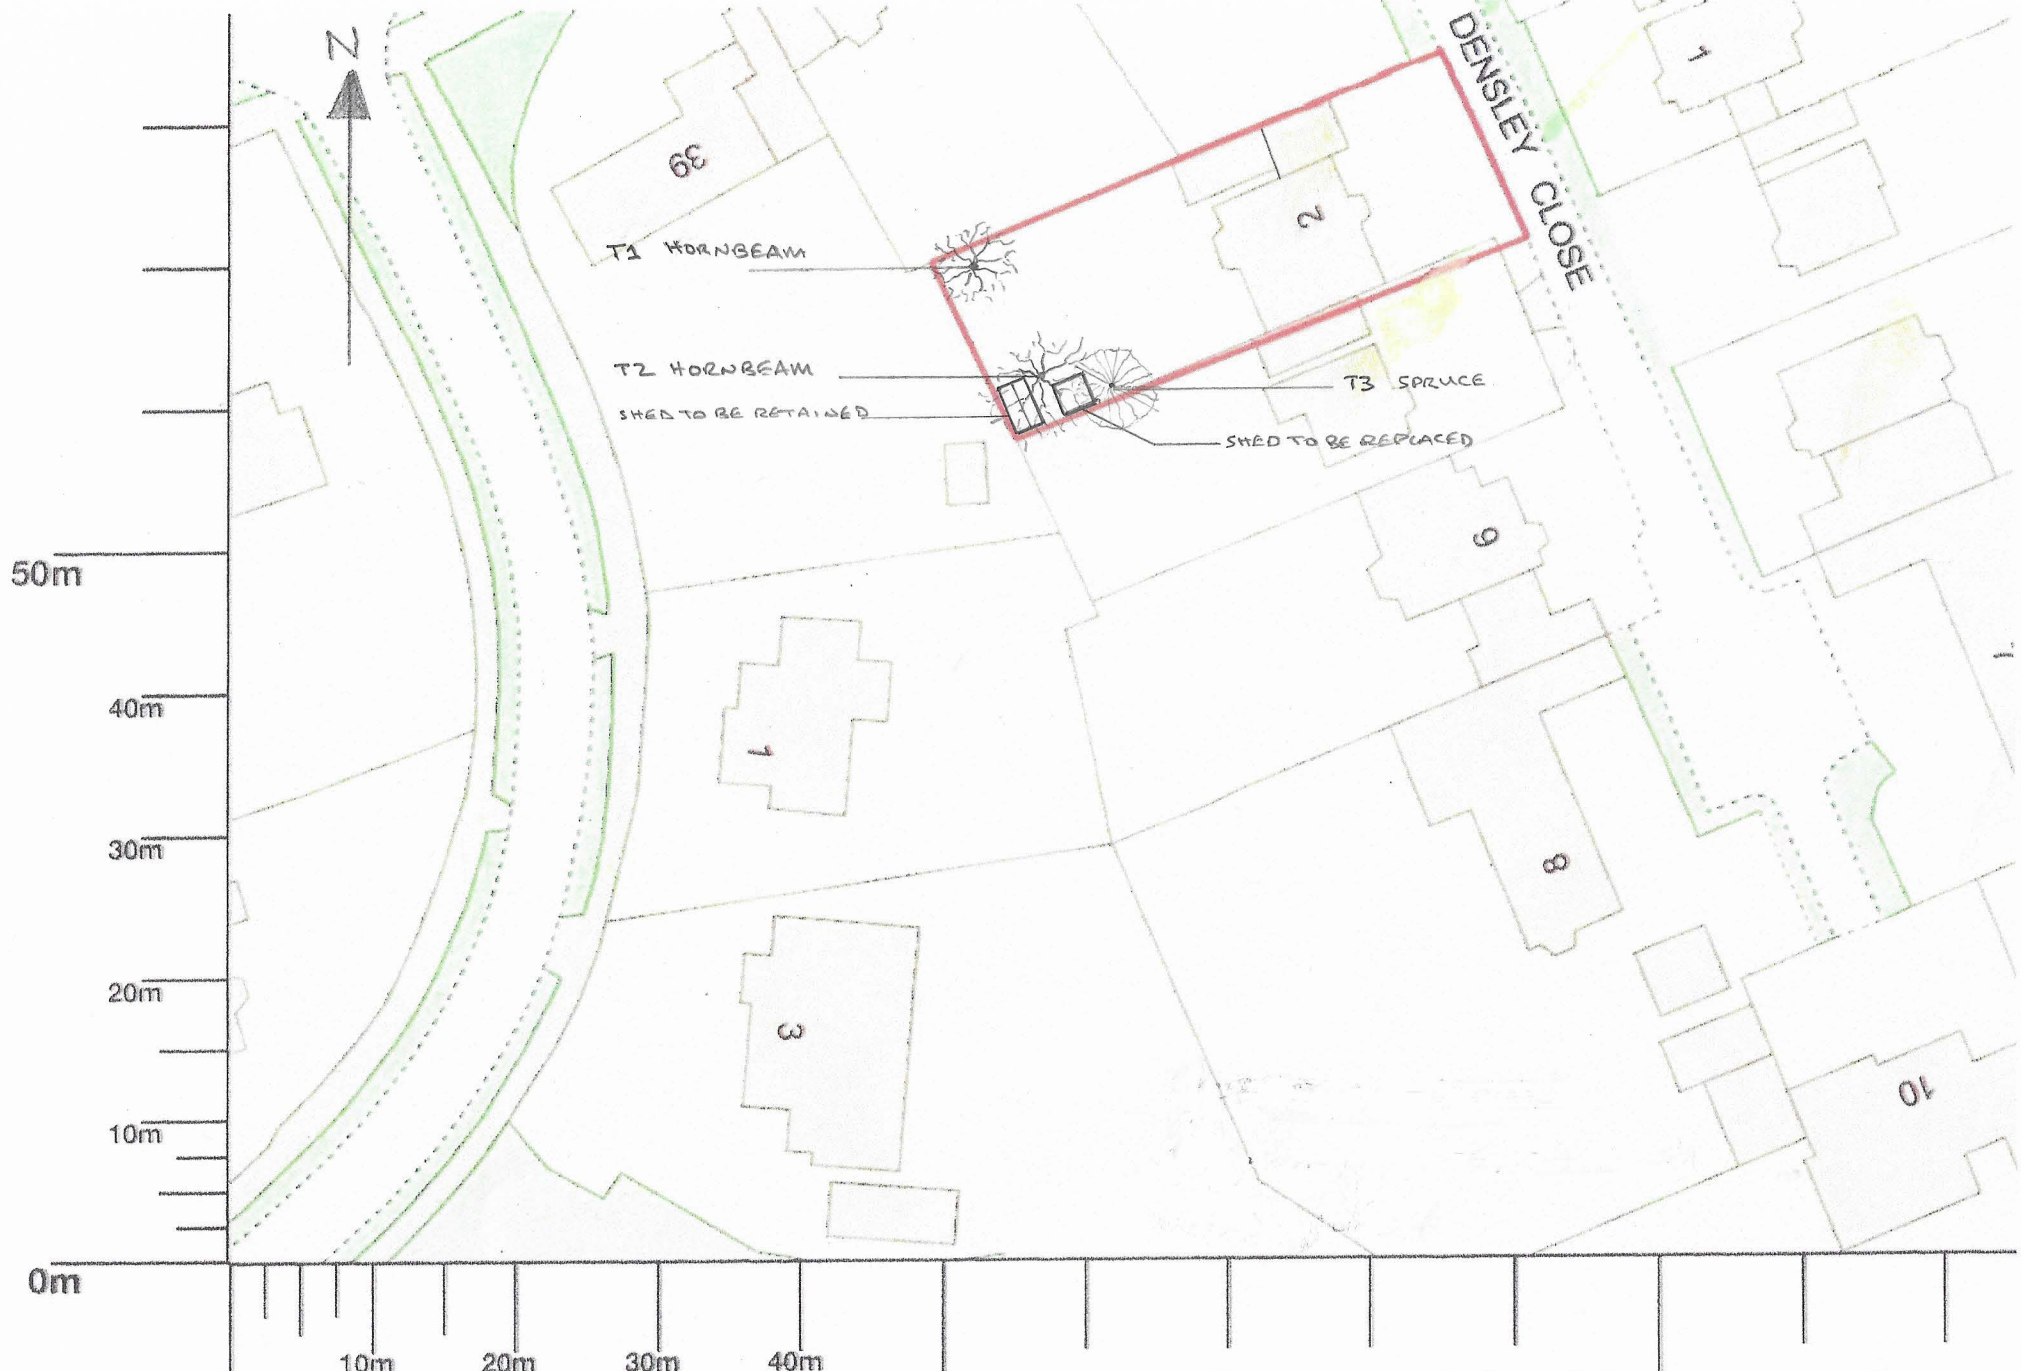 N
DENSLEY CLOSE
1
39
2
T1 HORNBEAM
T2 HORNBEAM
T3 SPRUCE
SHED TO BE RETAINED
SHED TO BE REPLACED
6
50m
40m
1
30m
8
20m
3
10
10m
0m
10m
20m
30m
40m